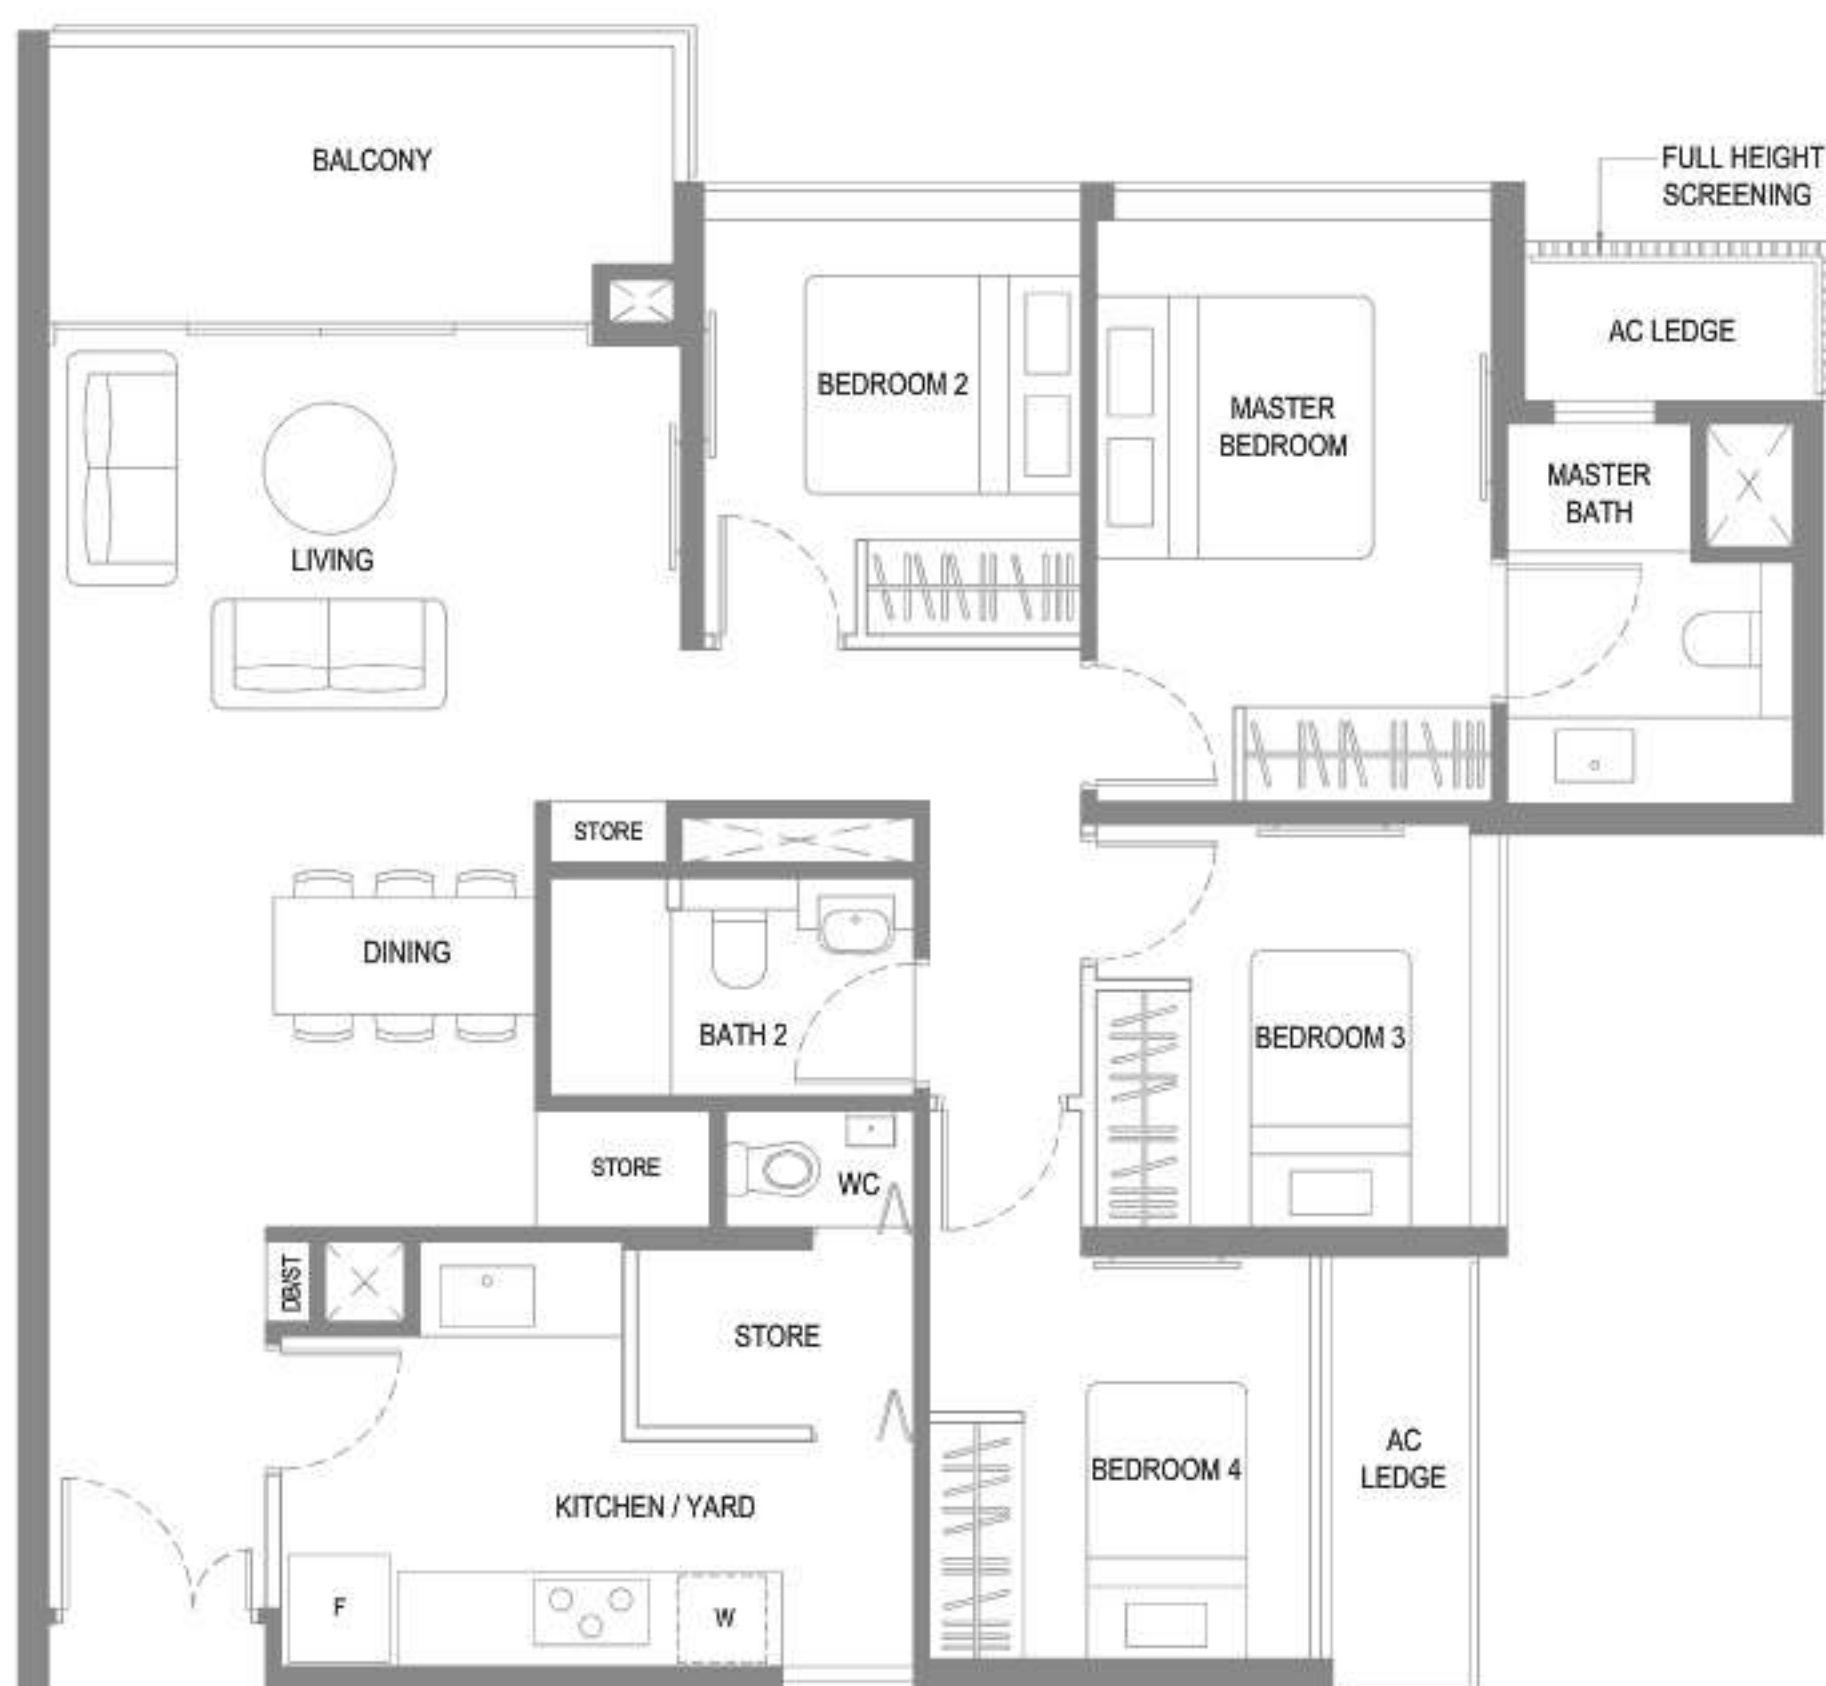 BALCONY
FULL HEIGHT
SCREENING
AC LEDGE
BEDROOM 2
MASTER
BEDROOM
MASTER
BATH
LIVING
STORE
DINING
BATH 2
BEDROOM 3
STORE
WC
DB/ST
STORE
AC
LEDGE
BEDROOM 4
KITCHEN / YARD
F
W